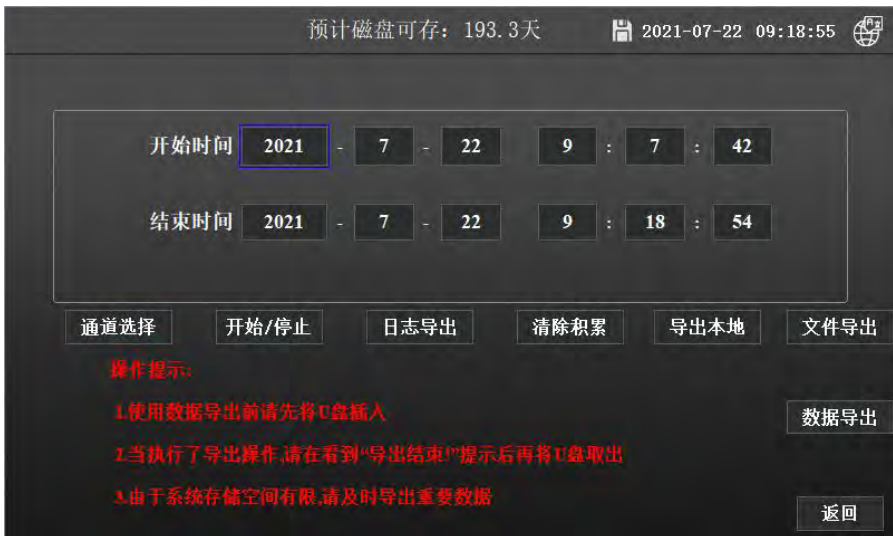 预计磁盘可存: 193.3天 2021-07-22 09:18:55
开始时间 2021 - 7 - 22 9 : 7 : 42
结束时间 2021 - 7 - 22 9 : 18 : 54
通道选择 开始/停止 日志导出 清除积累 导出本地 文件导出
操作提示:
1.使用数据导出前请先将U盘插入
数据导出
2.当执行了导出操作,请在看到“导出结束!”提示后再将U盘取出
3.由于系统存储空间有限,请及时导出重要数据
返回